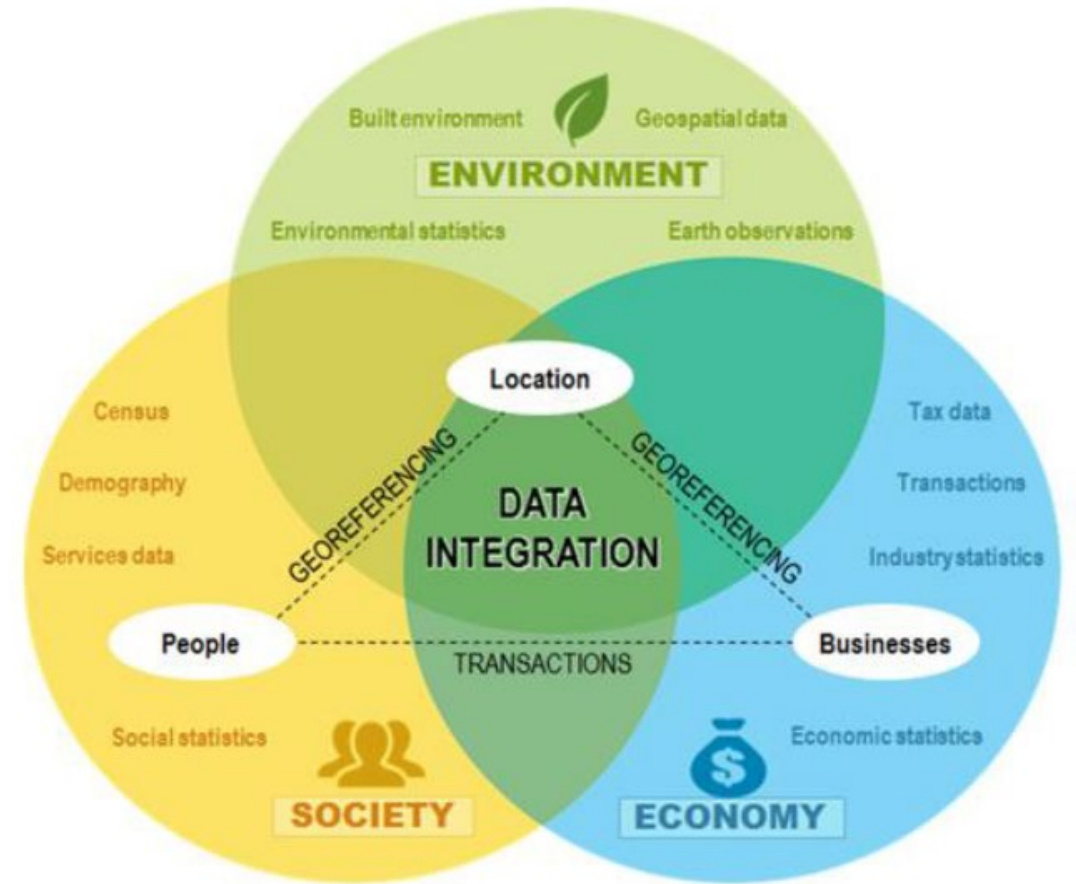 Built environment
Geospatial data
ENVIRONMENT
Environmental statistics
Earth observations
Location
Census
Demography
Services data
GEOREFERENCING
GEOREFERENCING
DATA
INTEGRATION
Tax data
Transactions
Industry statistics
People
TRANSACTIONS
Businesses
Social statistics
SOCIETY
$
Economic statistics
ECONOMY